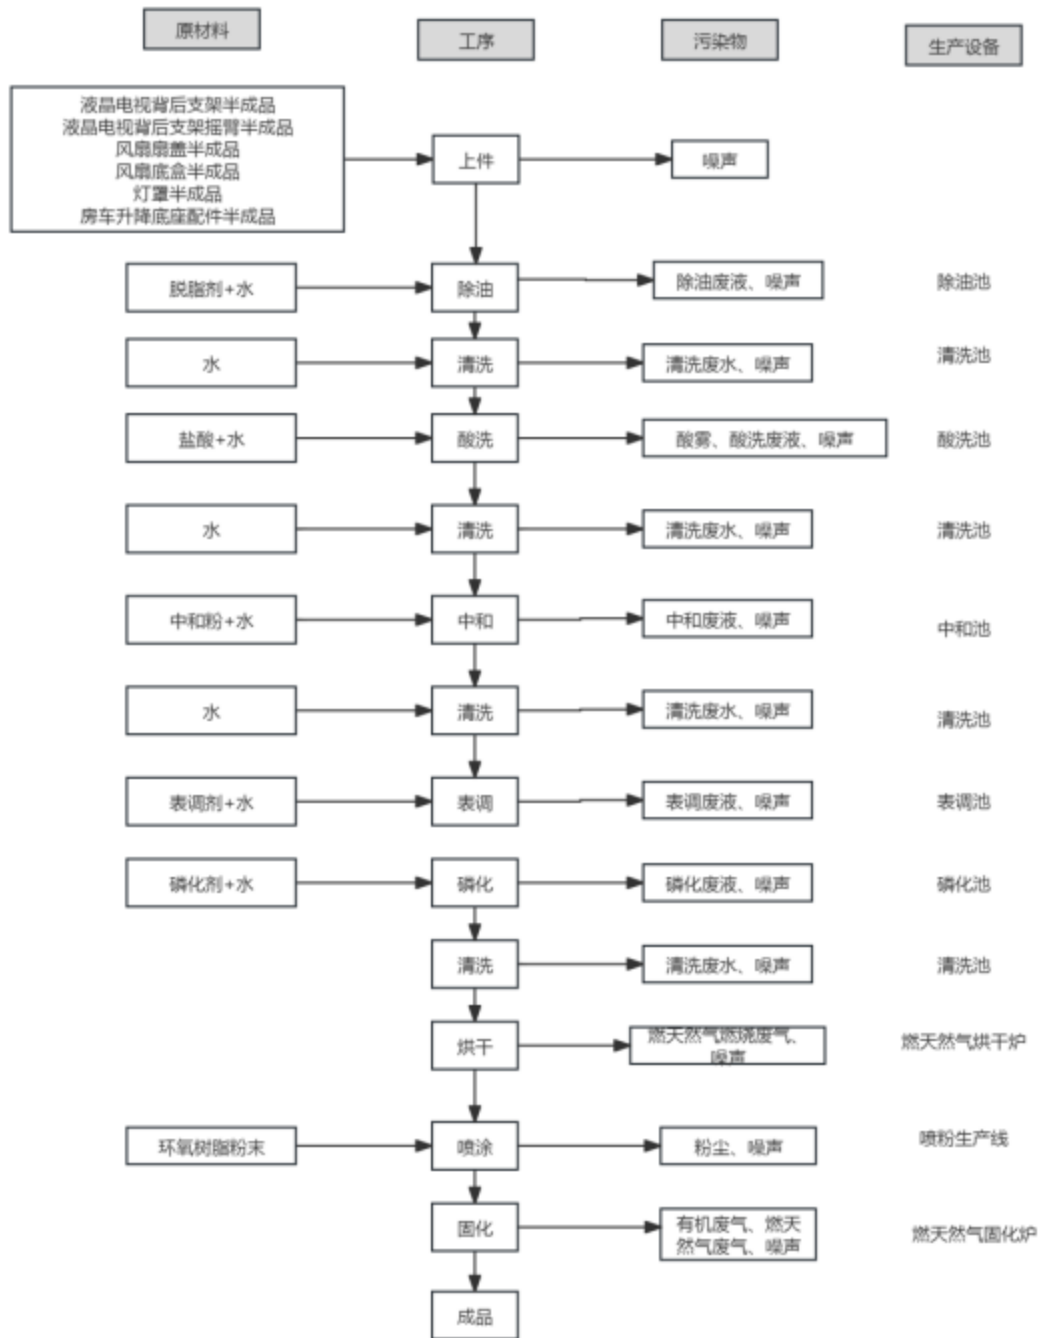 原材料
工序
污染物
生产设备
液晶电视背后支架半成品
液晶电视背后支架摇臂半成品
风扇扇盖半成品
风扇底盒半成品
灯罩半成品
房车升降底座配件半成品
上件
噪声
脱脂剂+水
除油
除油废液、噪声
除油池
水
清洗
清洗废水、噪声
清洗池
盐酸+水
酸洗
酸雾、酸洗废液、噪声
酸洗池
水
清洗
清洗废水、噪声
清洗池
中和粉+水
中和
中和废液、噪声
中和池
水
清洗
清洗废水、噪声
清洗池
表调剂+水
表调
表调废液、噪声
表调池
磷化剂+水
磷化
磷化废液、噪声
磷化池
清洗
清洗废水、噪声
清洗池
烘干
燃天然气燃烧废气、
噪声
燃天然气烘干炉
环氧树脂粉末
喷涂
粉尘、噪声
喷粉生产线
固化
有机废气、燃天
然气废气、噪声
燃天然气固化炉
成品